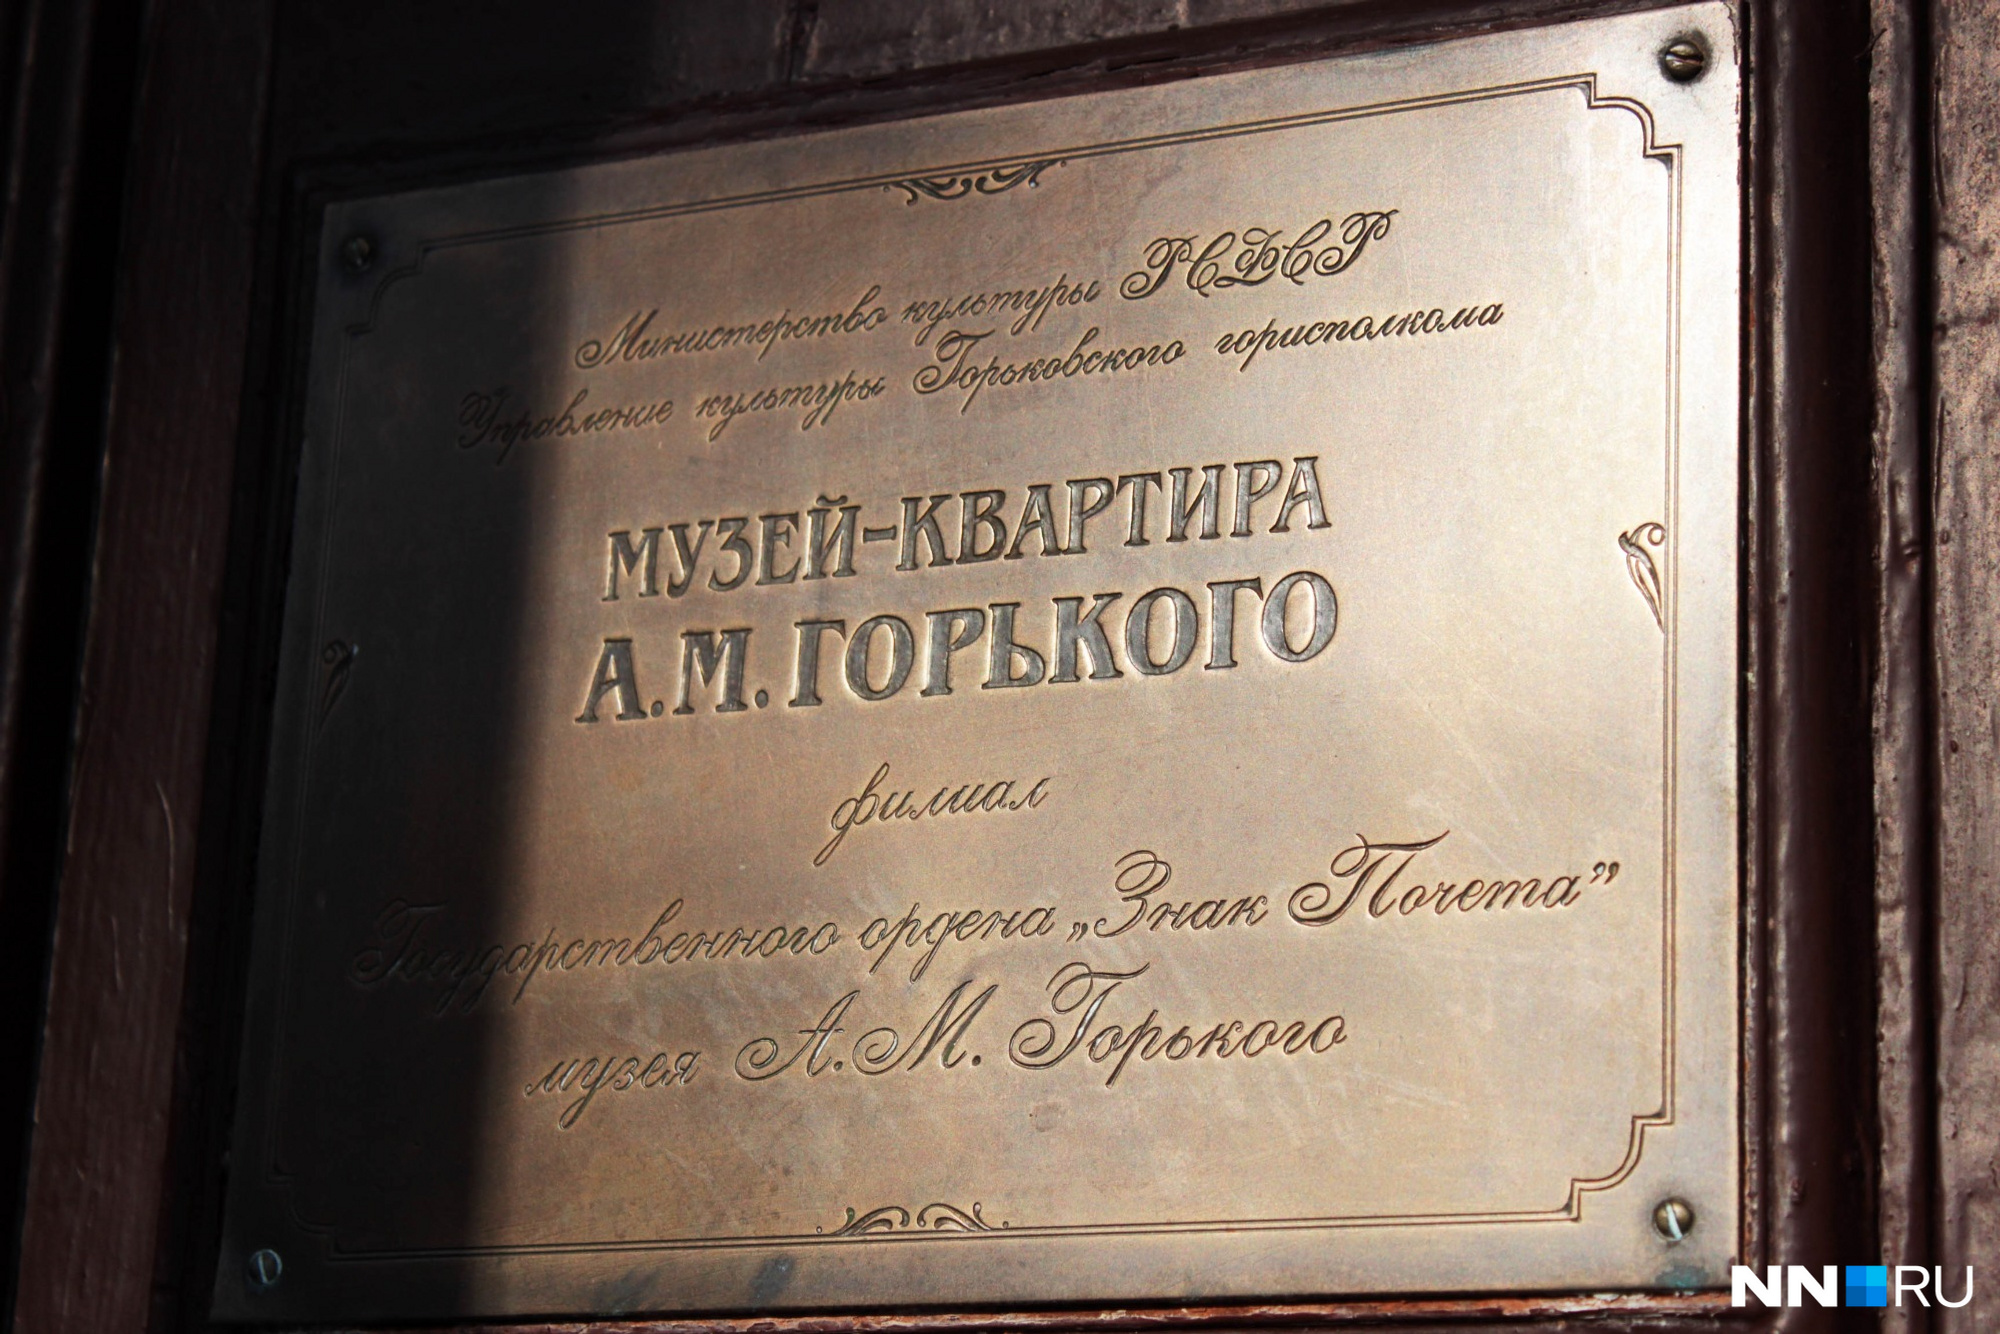 Министерство культуры РСФСР
Управление культуры Горьковского горисполкома
МУЗЕЙ-КВАРТИРА
А.М.ГОРЬКОГО
филиал
Государственного ордена „Знак Почета”
музея А.М. Горького
NN RU